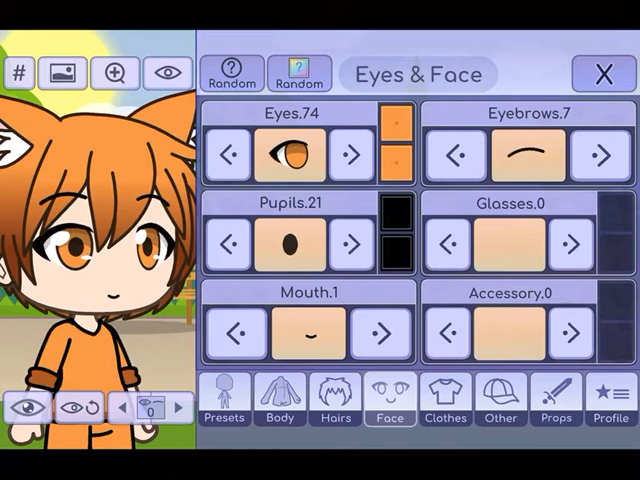 #
Random
Random
Eyes & Face
X
Eyes.74
Eyebrows.7
Pupils.21
Glasses.0
Mouth.1
Accessory.0
0
Presets
Body
Hairs
Face
Clothes
Other
Props
Profile